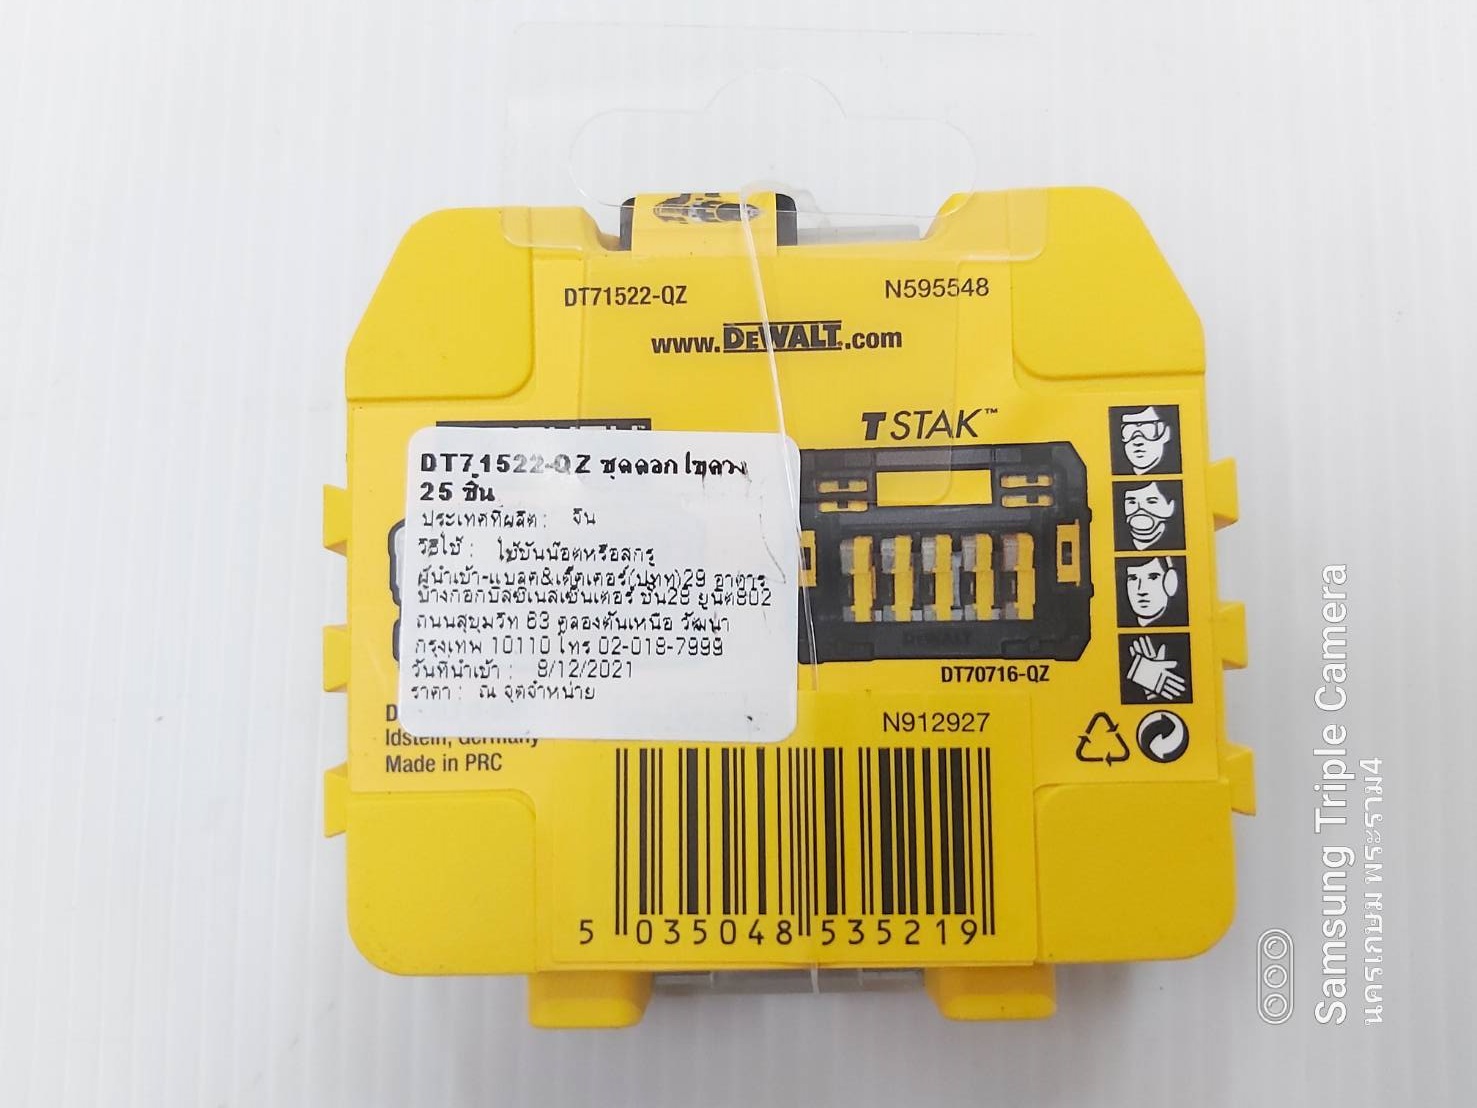 DT71522-QZ
N595548
www.DEWALT.com
TSTAK™
DT71522-QZ ชุดดอกไขควง
25 ชิ้น
ประเทศที่ผลิต : จีน
วิธีใช้ : ใช้ขันน๊อตหรือสกรู
ผู้นำเข้า-แบลค&เด็คเคอร์(ปทท)29 อาคาร
บางกอกบิสซิเนสเซ็นเตอร์ ชั้น28 ยูนิต802
ถนนสุขุมวิท 63 คลองตันเหนือ วัฒนา
กรุงเทพ 10110 โทร 02-018-7999
วันที่นำเข้า : 8/12/2021
ราคา : ณ จุดจำหน่าย
DEWALT
DT70716-QZ
Idstein, Germany
Made in PRC
N912927
5 035048 535219
Samsung Triple Camera
นครเกษม พระราม4